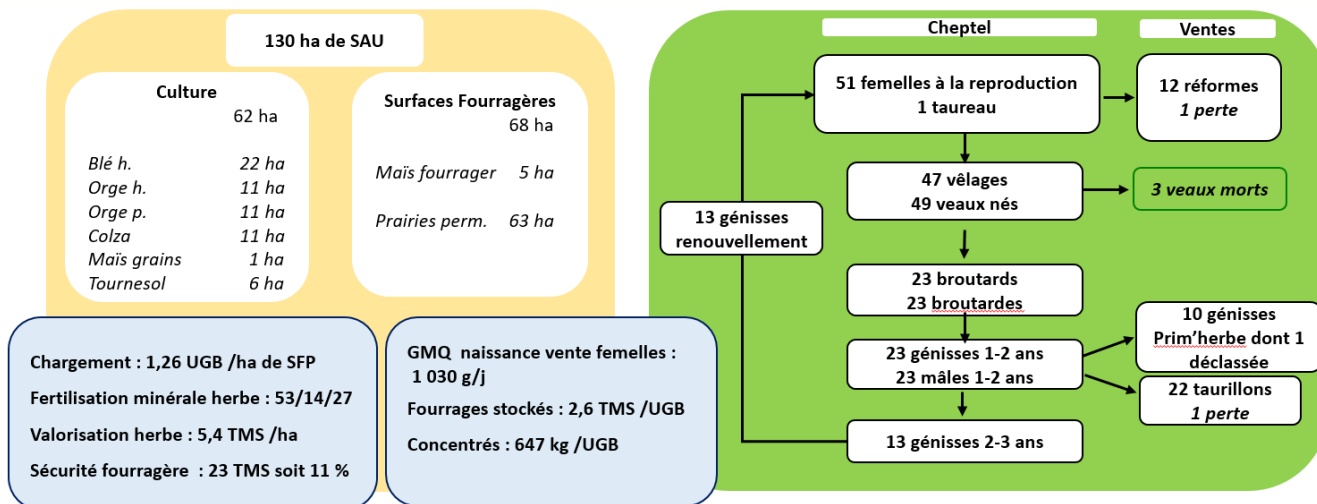 130 ha de SAU
Culture
62 ha
Blé h. 22 ha
Orge h. 11 ha
Orge p. 11 ha
Colza 11 ha
Maïs grains 1 ha
Tournesol 6 ha
Surfaces Fourragères
68 ha
Maïs fourrager 5 ha
Prairies perm. 63 ha
Chargement : 1,26 UGB /ha de SFP
Fertilisation minérale herbe : 53/14/27
Valorisation herbe : 5,4 TMS /ha
Sécurité fourragère : 23 TMS soit 11 %
GMQ naissance vente femelles :
1 030 g/j
Fourrages stockés : 2,6 TMS /UGB
Concentrés : 647 kg /UGB
Cheptel
Ventes
51 femelles à la reproduction
1 taureau
12 réformes
1 perte
47 vêlages
49 veaux nés
3 veaux morts
13 génisses
renouvellement
23 broutards
23 broutardes
10 génisses
Prim'herbe dont 1
déclassée
23 génisses 1-2 ans
23 mâles 1-2 ans
22 taurillons
1 perte
13 génisses 2-3 ans